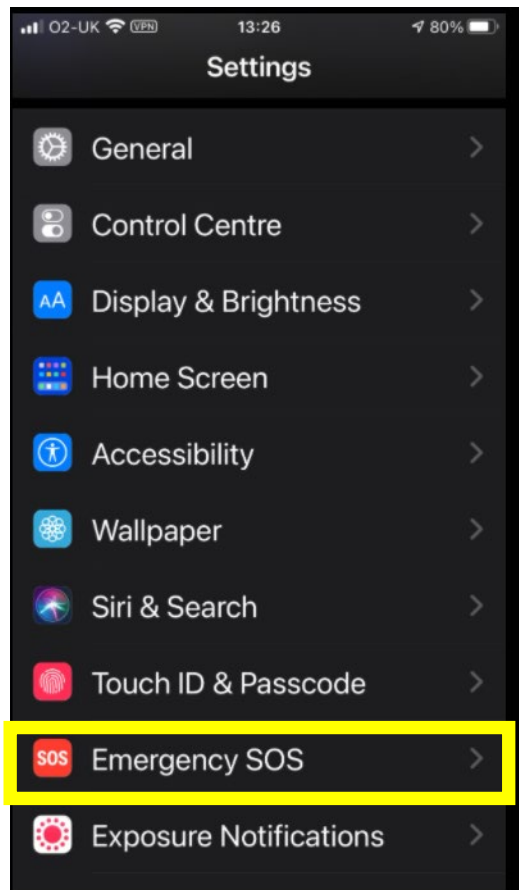 O2-UK VPN 13:26 80%
Settings
General
Control Centre
AA Display & Brightness
Home Screen
Accessibility
Wallpaper
Siri & Search
Touch ID & Passcode
SOS Emergency SOS
Exposure Notifications